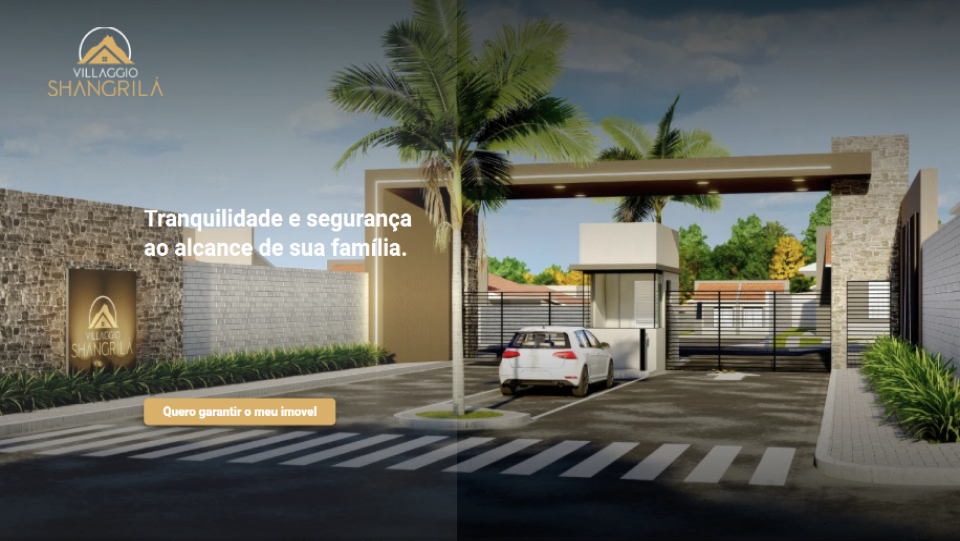 VILLAGGIO
SHANGRILÁ
Tranquilidade e segurança
ao alcance de sua família.
VILLAGGIO
SHANGRILÁ
Quero garantir o meu imovel